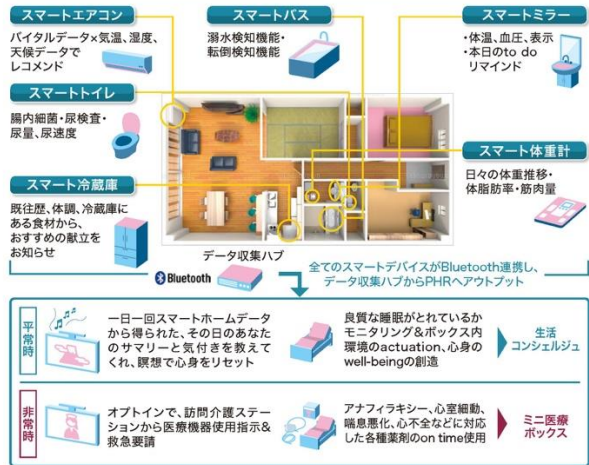 スマートエアコン
バイタルデータ×気温、湿度、
天候データで
レコメンド
スマートバス
溺水検知機能・
転倒検知機能
スマートミラー
・体温、血圧、表示
・本日のto do
リマインド
スマートトイレ
腸内細菌・尿検査・
尿量、尿速度
スマート体重計
日々の体重推移・
体脂肪率・筋肉量
スマート冷蔵庫
既往歴、体調、冷蔵庫に
ある食材から、
おすすめの献立を
お知らせ
データ収集ハブ
Bluetooth
全てのスマートデバイスがBluetooth連携し、
データ収集ハブからPHRへアウトプット
平常時
一日一回スマートホームデータ
から得られた、その日のあなた
のサマリーと気付きを教えて
くれ、瞑想で心身をリセット
良質な睡眠がとれているか
モニタリング&ボックス内
環境のactuation、心身の
well-beingの創造
生活
コンシェルジュ
非常時
オプトインで、訪問介護ステー
ションから医療機器使用指示&
救急要請
アナフィラキシー、心室細動、
喘息悪化、心不全などに対応
した各種薬剤のon time使用
ミニ医療
ボックス